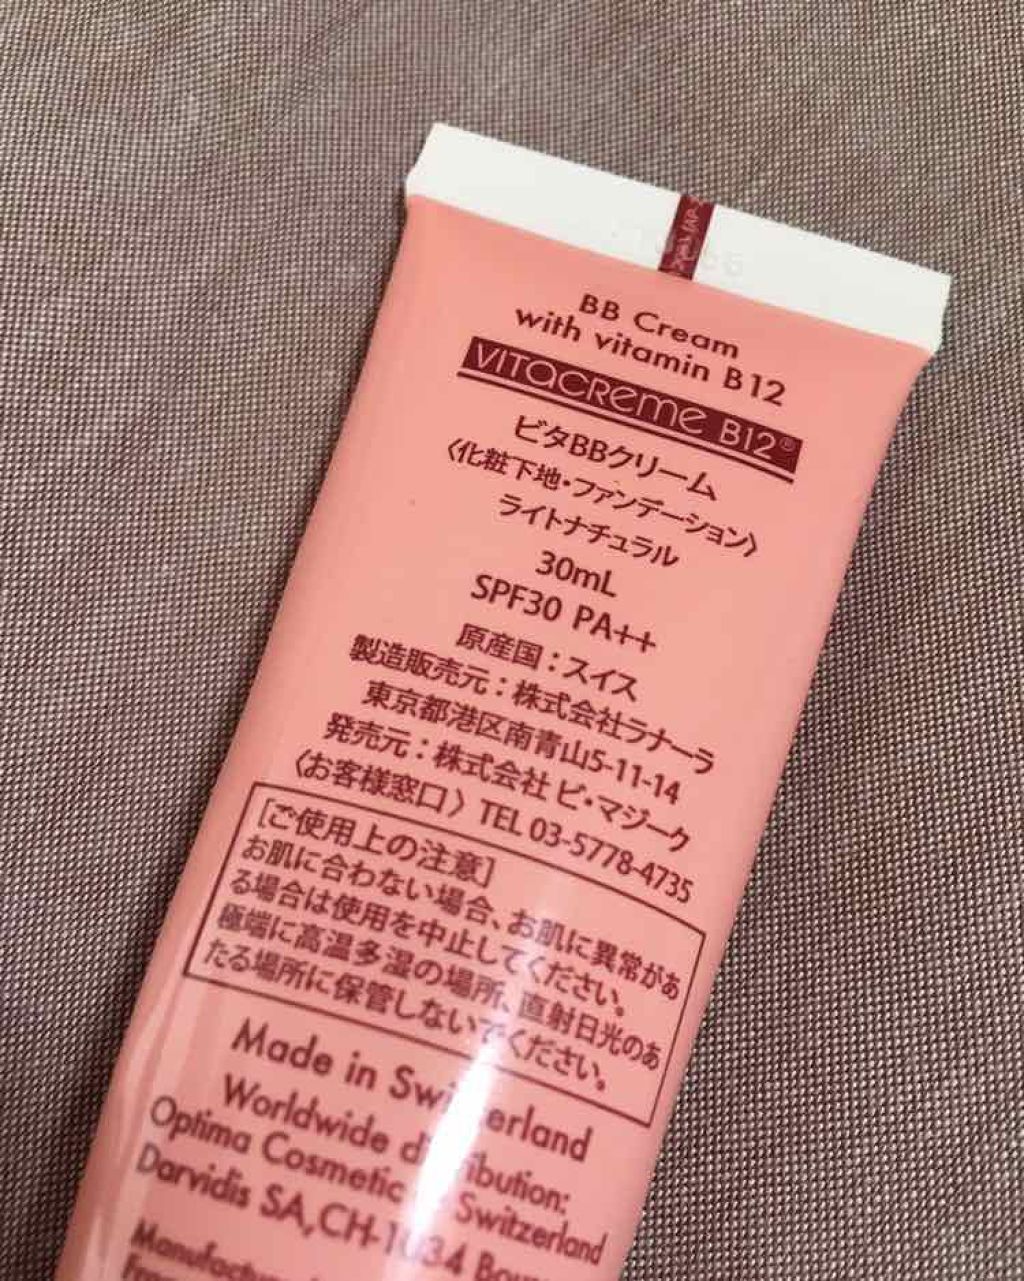 BB Cream
with vitamin B12
VITACREME B12®
ビタBBクリーム
〈化粧下地・ファンデーション〉
ライトナチュラル
30mL
SPF30 PA++
原産国：スイス
製造販売元：株式会社ラナーラ
東京都港区南青山5-11-14
発売元：株式会社 ビ・マジーク
〈お客様窓口〉TEL 03-5778-4735
[ご使用上の注意]
お肌に合わない場合、お肌に異常があ
る場合は使用を中止してください。
極端に高温多湿の場所、直射日光のあ
たる場所に保管しないでください。
Made in Switzerland
Worldwide distribution:
Optima Cosmetic Switzerland
Darvidis SA, CH-1034